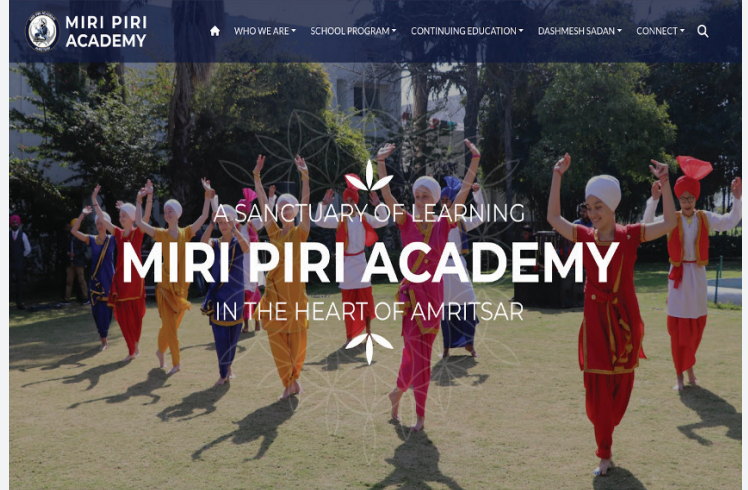 MIRI PIRI
ACADEMY
WHO WE ARE
SCHOOL PROGRAM
CONTINUING EDUCATION
DASHMESH SADAN
CONNECT
A SANCTUARY OF LEARNING
MIRI PIRI ACADEMY
IN THE HEART OF AMRITSAR